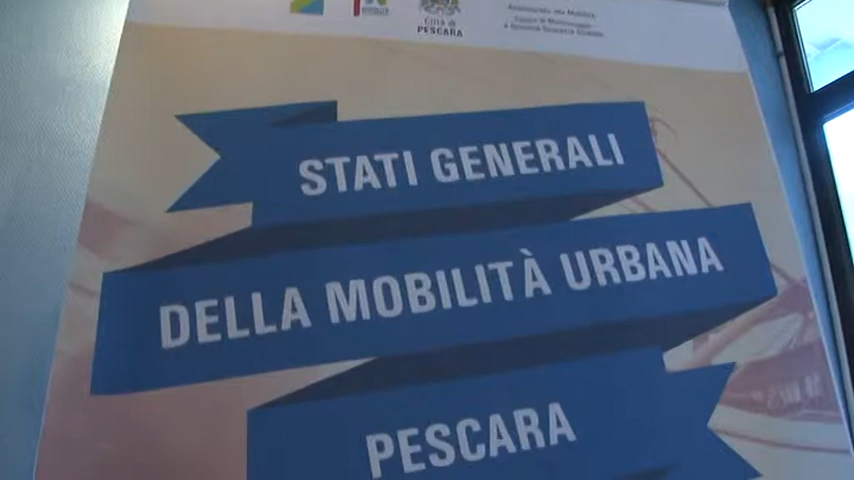 Città di
PESCARA
STATI GENERALI
DELLA MOBILITÀ URBANA
PESCARA